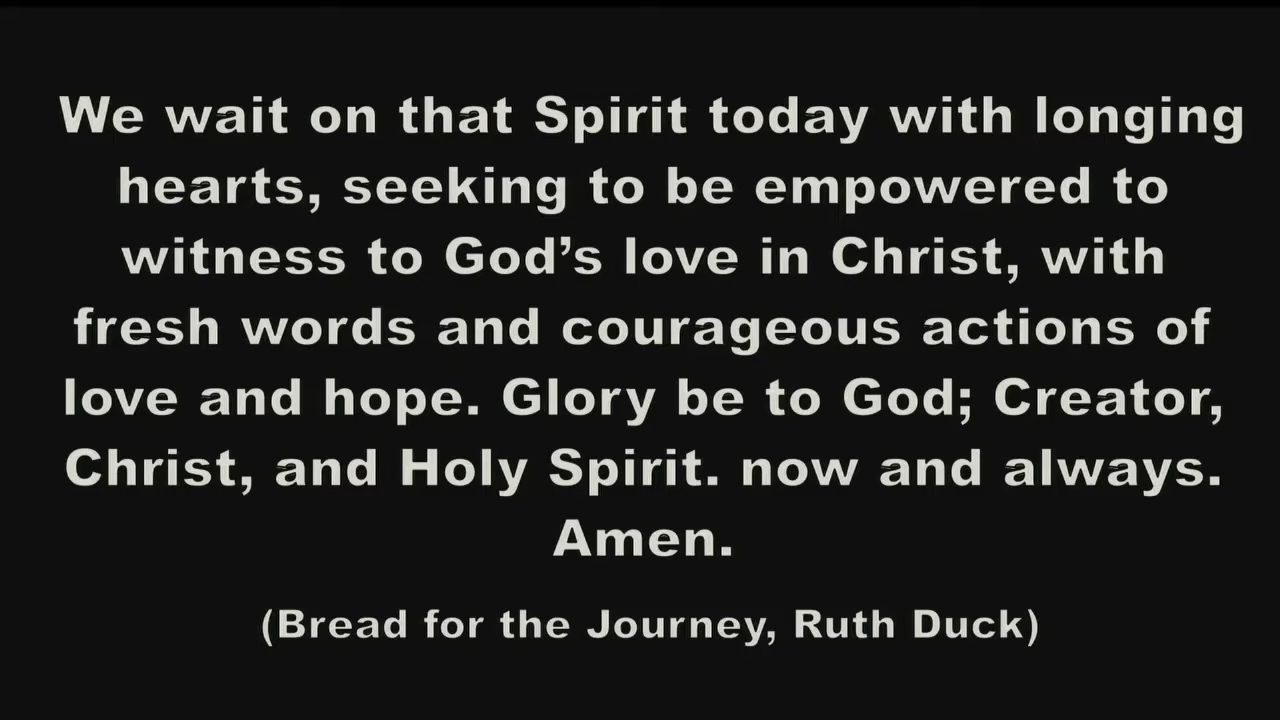 We wait on that Spirit today with longing
hearts, seeking to be empowered to
witness to God’s love in Christ, with
fresh words and courageous actions of
love and hope. Glory be to God; Creator,
Christ, and Holy Spirit. now and always.
Amen.
(Bread for the Journey, Ruth Duck)